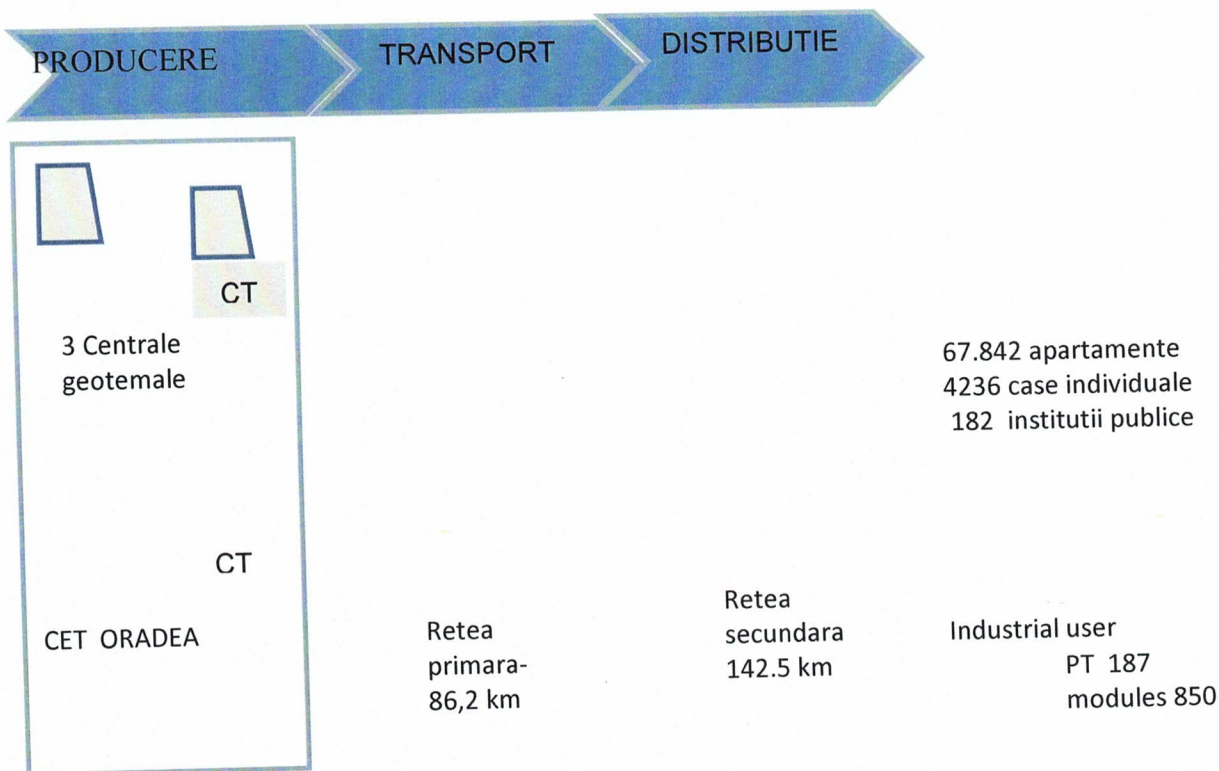 PRODUCERE
TRANSPORT
DISTRIBUTIE
CT
3 Centrale
geotemale
67.842 apartamente
4236 case individuale
182 institutii publice
CT
CET ORADEA
Retea
primara-
86,2 km
Retea
secundara
142.5 km
Industrial user
PT 187
modules 850